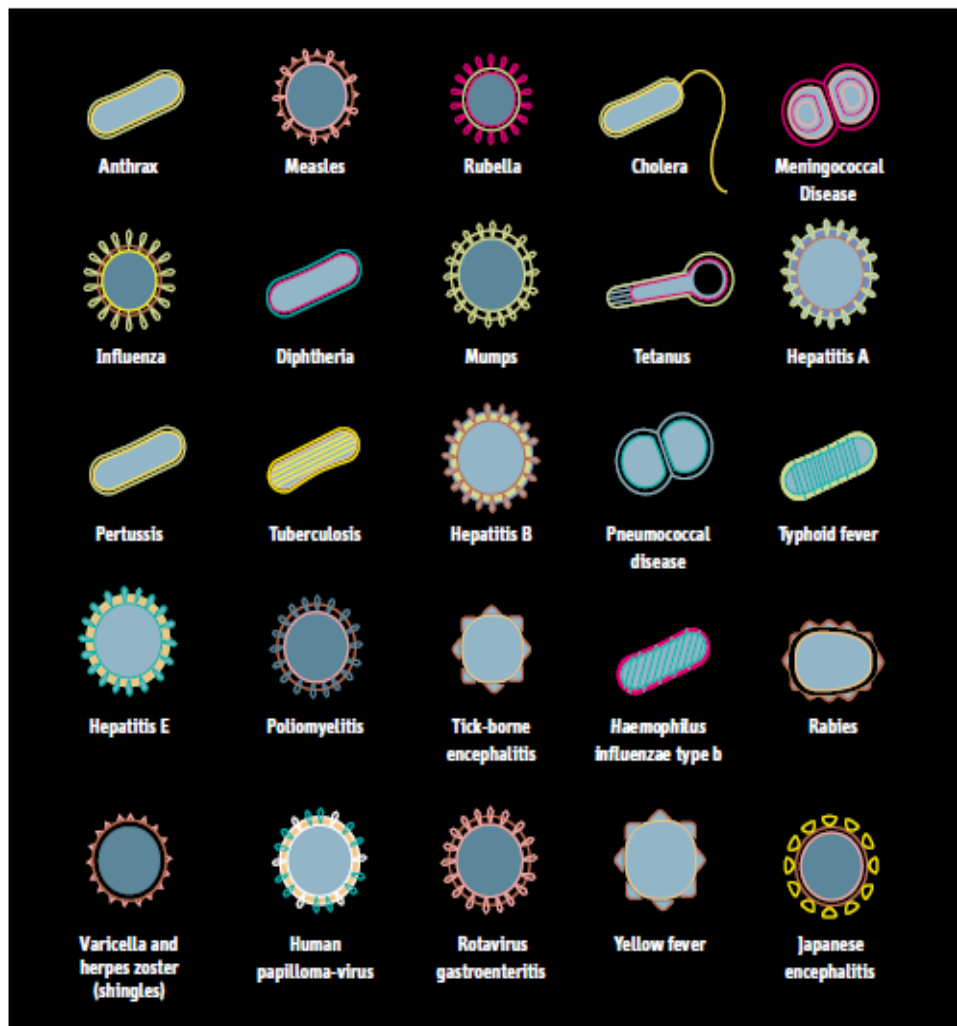 Anthrax
Measles
Rubella
Cholera
Meningococcal
Disease
Influenza
Diphtheria
Mumps
Tetanus
Hepatitis A
Pertussis
Tuberculosis
Hepatitis B
Pneumococcal
disease
Typhoid fever
Hepatitis E
Poliomyelitis
Tick-borne
encephalitis
Haemophilus
influenzae type b
Rabies
Varicella and
herpes zoster
(shingles)
Human
papilloma-virus
Rotavirus
gastroenteritis
Yellow fever
Japanese
encephalitis